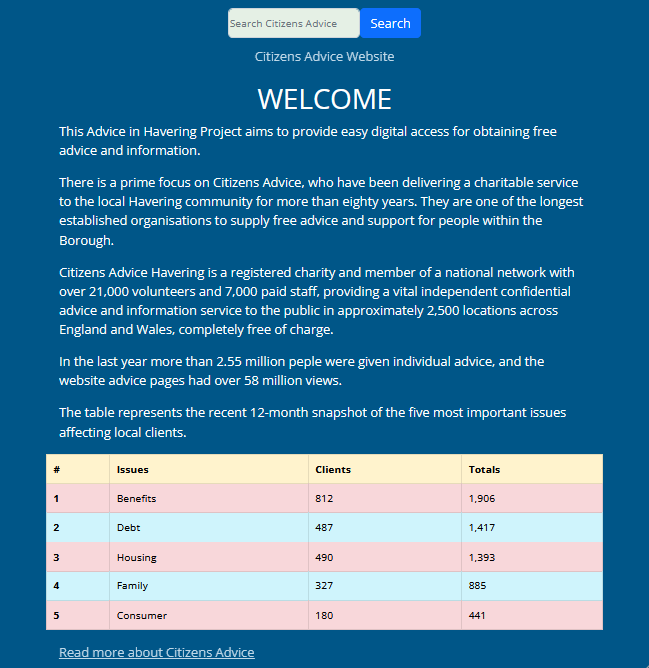 Search Citizens Advice Search
Citizens Advice Website
WELCOME
This Advice in Havering Project aims to provide easy digital access for obtaining free
advice and information.
There is a prime focus on Citizens Advice, who have been delivering a charitable service
to the local Havering community for more than eighty years. They are one of the longest
established organisations to supply free advice and support for people within the
Borough.
Citizens Advice Havering is a registered charity and member of a national network with
over 21,000 volunteers and 7,000 paid staff, providing a vital independent confidential
advice and information service to the public in approximately 2,500 locations across
England and Wales, completely free of charge.
In the last year more than 2.55 million peple were given individual advice, and the
website advice pages had over 58 million views.
The table represents the recent 12-month snapshot of the five most important issues
affecting local clients.
# Issues Clients Totals
1 Benefits 812 1,906
2 Debt 487 1,417
3 Housing 490 1,393
4 Family 327 885
5 Consumer 180 441
Read more about Citizens Advice